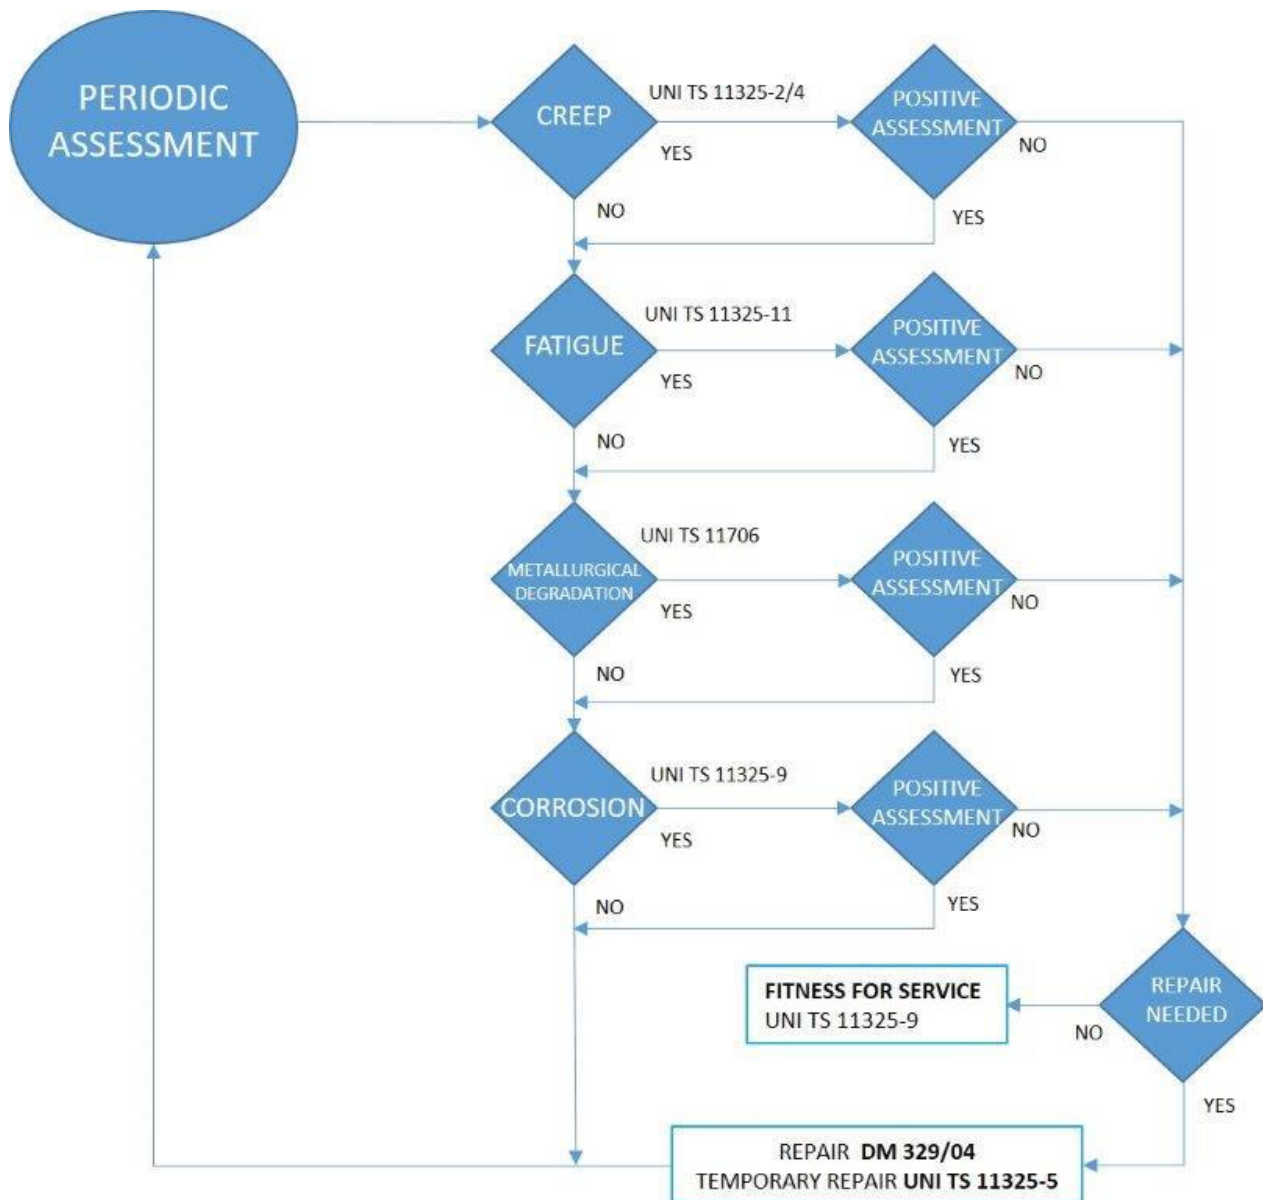 PERIODIC
ASSESSMENT
CREEP
UNI TS 11325-2/4
YES
NO
POSITIVE
ASSESSMENT
NO
YES
FATIGUE
UNI TS 11325-11
YES
NO
POSITIVE
ASSESSMENT
NO
YES
METALLURGICAL
DEGRADATION
UNI TS 11706
YES
NO
POSITIVE
ASSESSMENT
NO
YES
CORROSION
UNI TS 11325-9
YES
NO
POSITIVE
ASSESSMENT
NO
YES
REPAIR
NEEDED
NO
YES
FITNESS FOR SERVICE
UNI TS 11325-9
REPAIR DM 329/04
TEMPORARY REPAIR UNI TS 11325-5